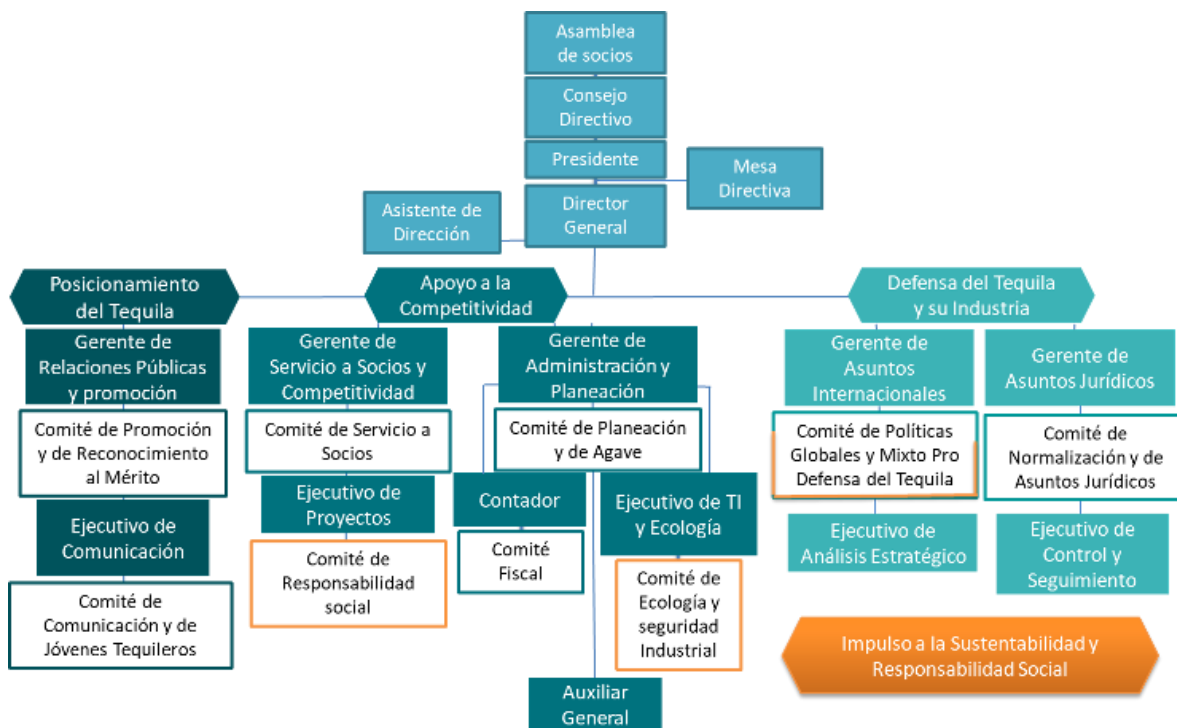 Asamblea
de socios
Consejo
Directivo
Presidente
Mesa
Directiva
Director
General
Asistente de
Dirección
Posicionamiento
del Tequila
Apoyo a la
Competitividad
Defensa del Tequila
y su Industria
Gerente de
Relaciones Públicas
y promoción
Gerente de
Servicio a Socios y
Competitividad
Gerente de
Administración y
Planeación
Gerente de
Asuntos
Internacionales
Gerente de
Asuntos Jurídicos
Comité de Promoción
y de Reconocimiento
al Mérito
Comité de Servicio a
Socios
Comité de Planeación
y de Agave
Comité de Políticas
Globales y Mixto Pro
Defensa del Tequila
Comité de
Normalización y de
Asuntos Jurídicos
Ejecutivo de
Comunicación
Ejecutivo de
Proyectos
Contador
Ejecutivo de TI
y Ecología
Ejecutivo de
Análisis Estratégico
Ejecutivo de
Control y
Seguimiento
Comité de
Comunicación y de
Jóvenes Tequileros
Comité de
Responsabilidad
social
Comité
Fiscal
Comité de
Ecología y
seguridad
Industrial
Impulso a la Sustentabilidad y
Responsabilidad Social
Auxiliar
General